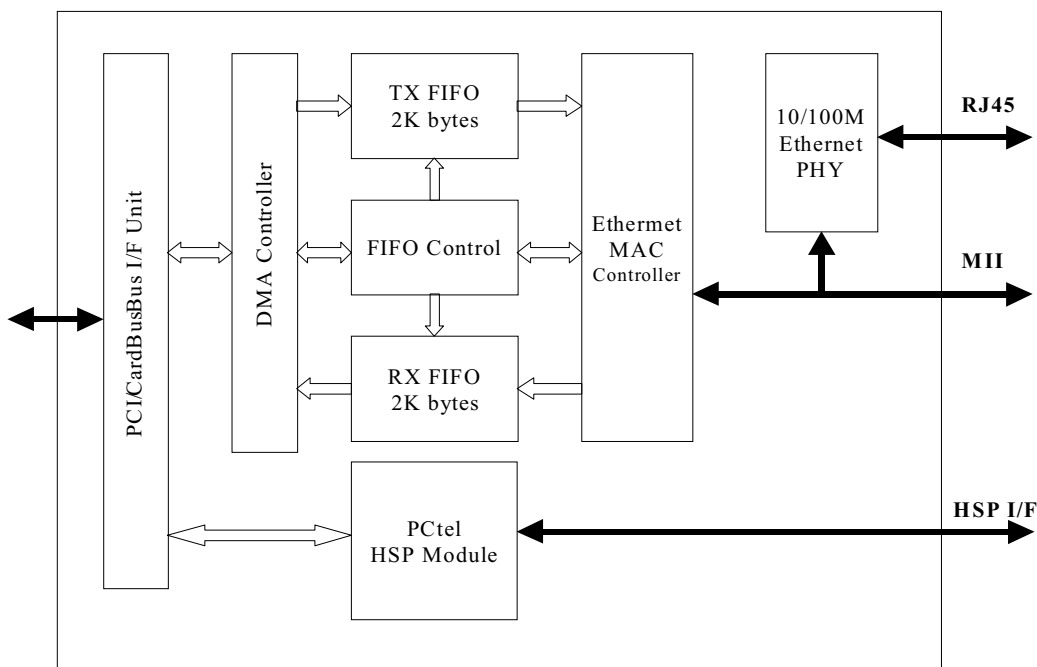 PCI/CardBusBus I/F Unit
DMA Controller
TX FIFO
2K bytes
FIFO Control
RX FIFO
2K bytes
Ethermet
MAC
Controller
10/100M
Ethernet
PHY
RJ45
MII
PCtel
HSP Module
HSP I/F